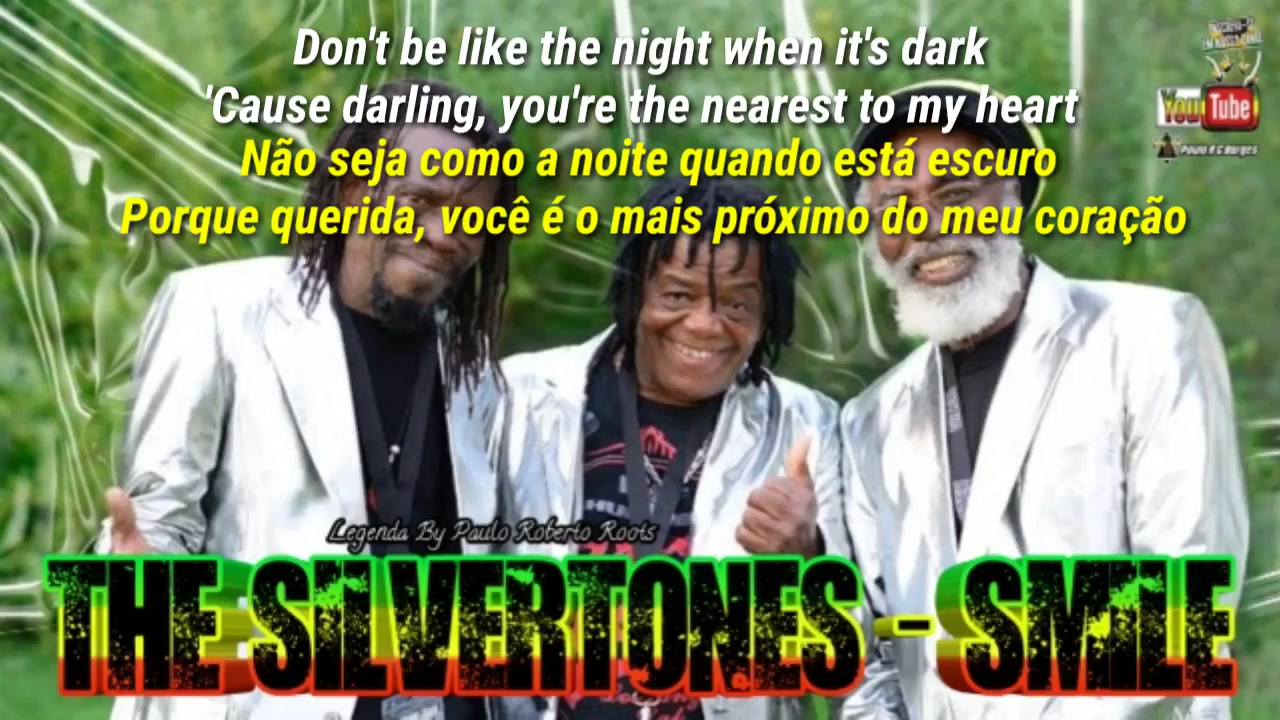 Don't be like the night when it's dark
'Cause darling, you're the nearest to my heart
Não seja como a noite quando está escuro
Porque querida, você é o mais próximo do meu coração
YouTube
Legenda By Paulo Roberto Roots
THE SILVERTONES - SMILE